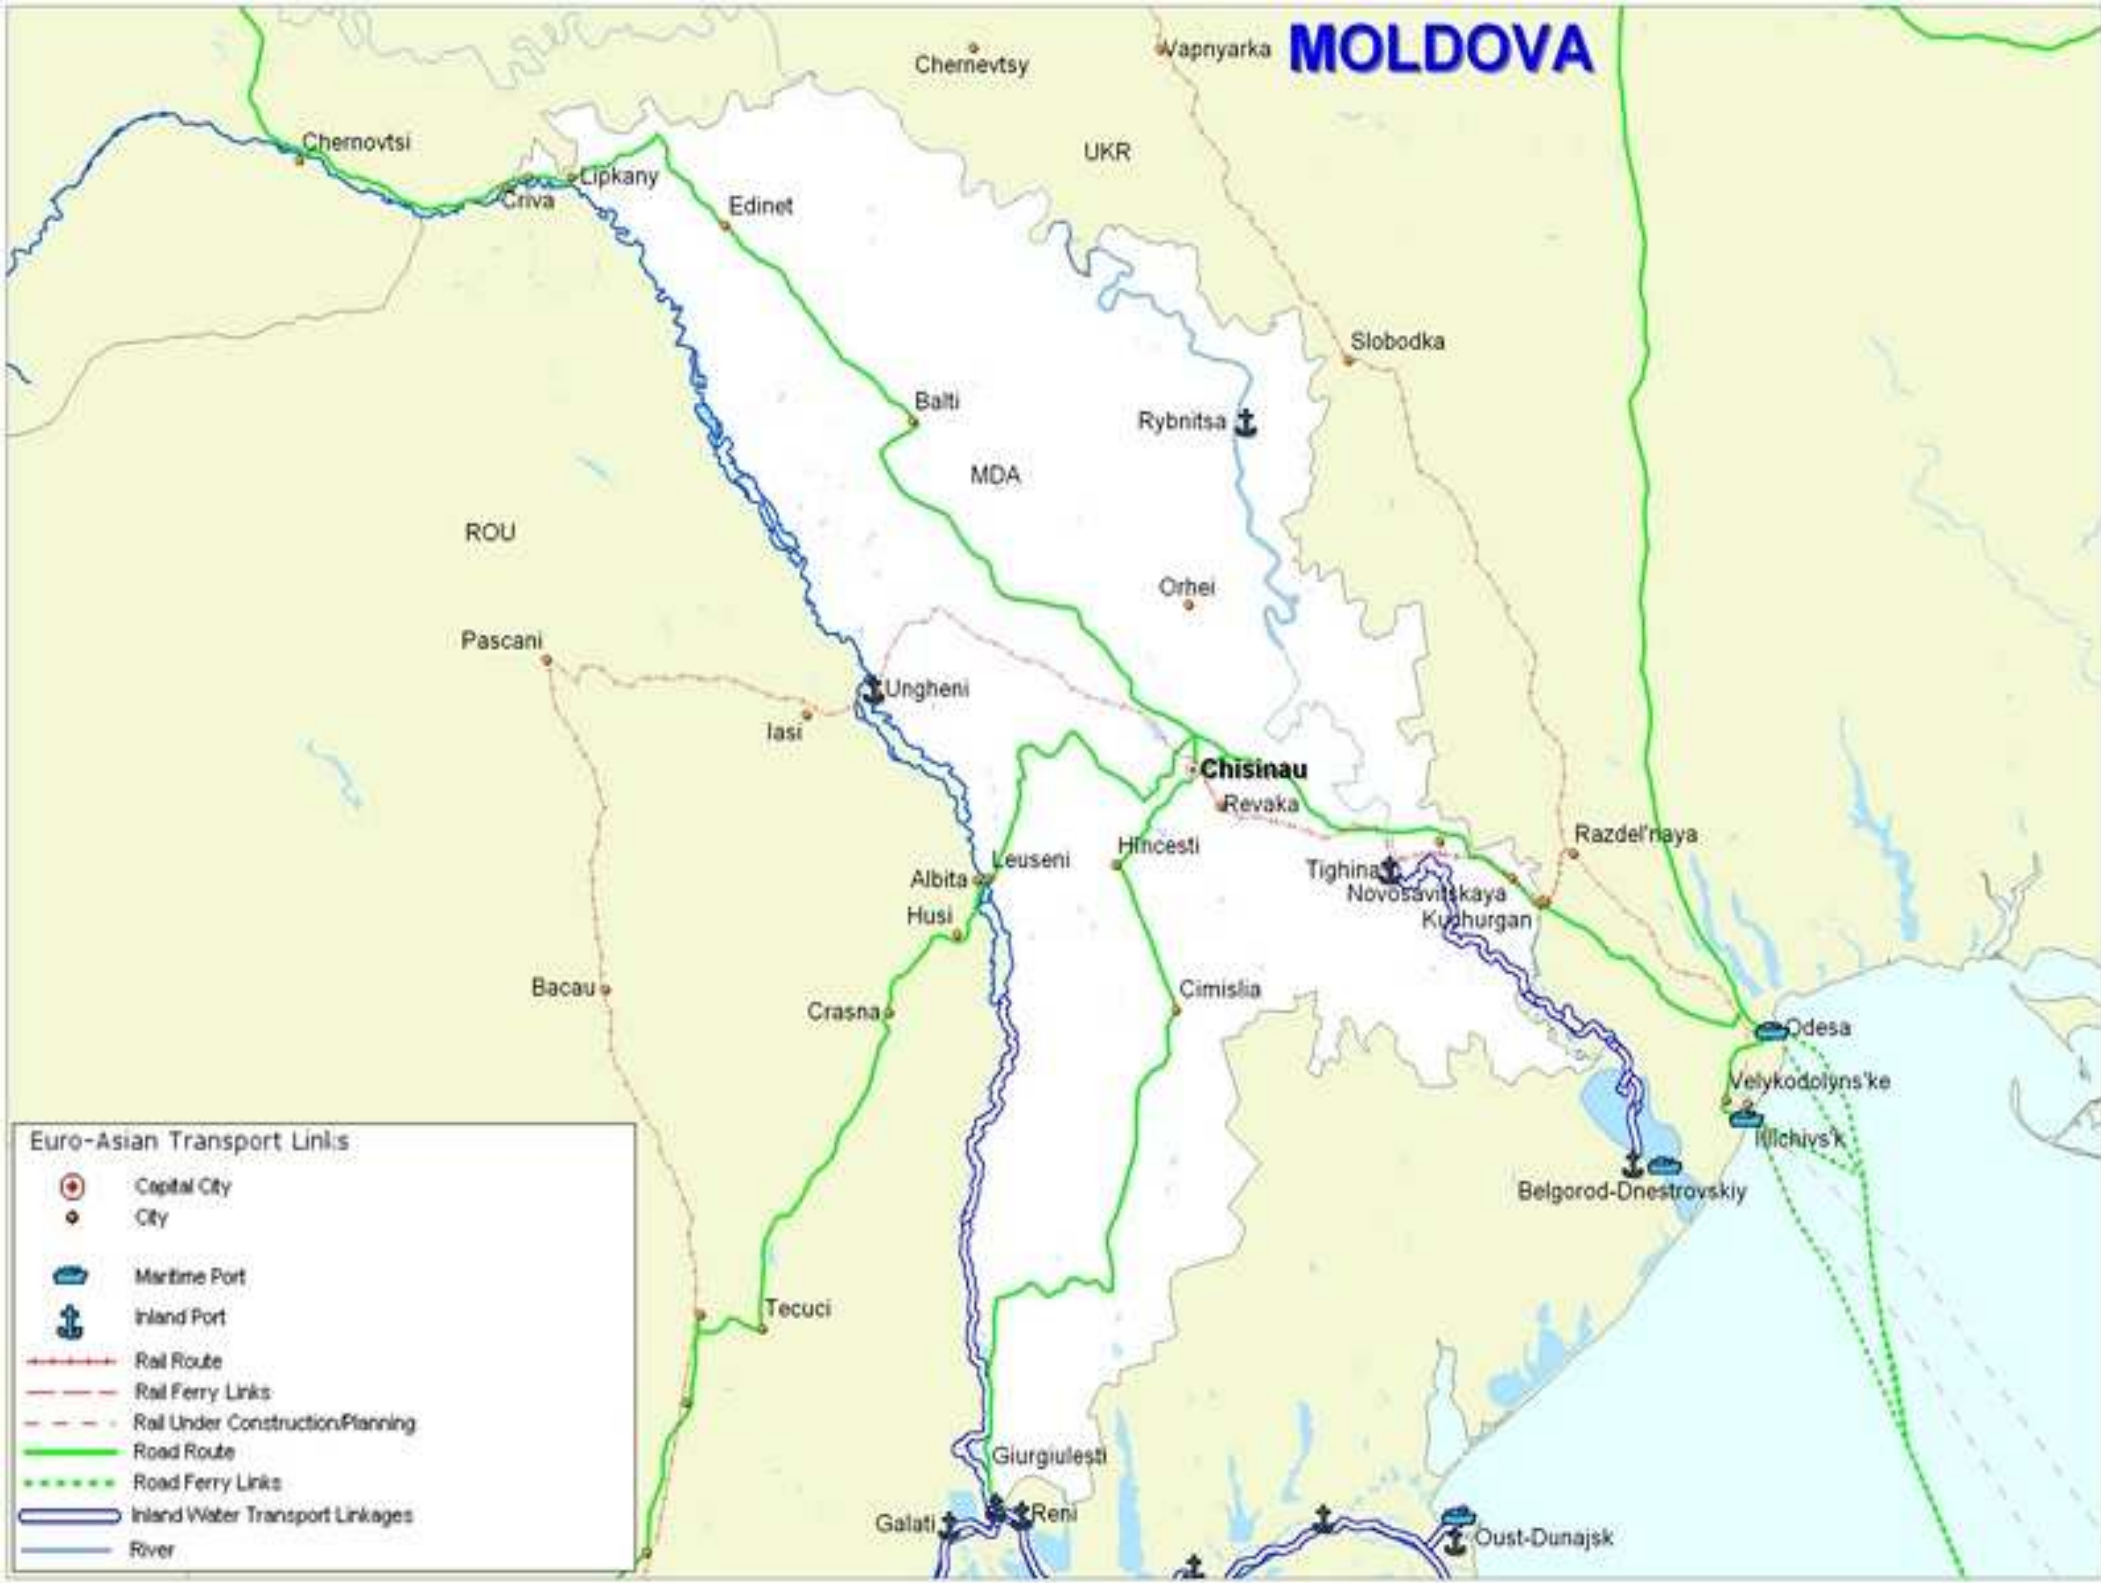 MOLDOVA
Vapnyarka
Chernevtsy
Chernovtsi
UKR
Lipkany
Criva
Edinet
Slobodka
Balti
Rybnitsa
MDA
ROU
Orhei
Pascani
Ungheni
Iasi
Chisinau
Revaka
Razdel'naya
Hincesti
Leuseni
Tighina
Albita
Novosavitskaya
Husi
Kuchurgan
Bacau
Cimislia
Crasna
Odesa
Velykodolyns'ke
Illichivs'k
Belgorod-Dnestrovskiy
Tecuci
Giurgiulesti
Galati
Reni
Oust-Dunajsk
Euro-Asian Transport Links
Capital City
City
Maritime Port
Inland Port
Rail Route
Rail Ferry Links
Rail Under Construction/Planning
Road Route
Road Ferry Links
Inland Water Transport Linkages
River